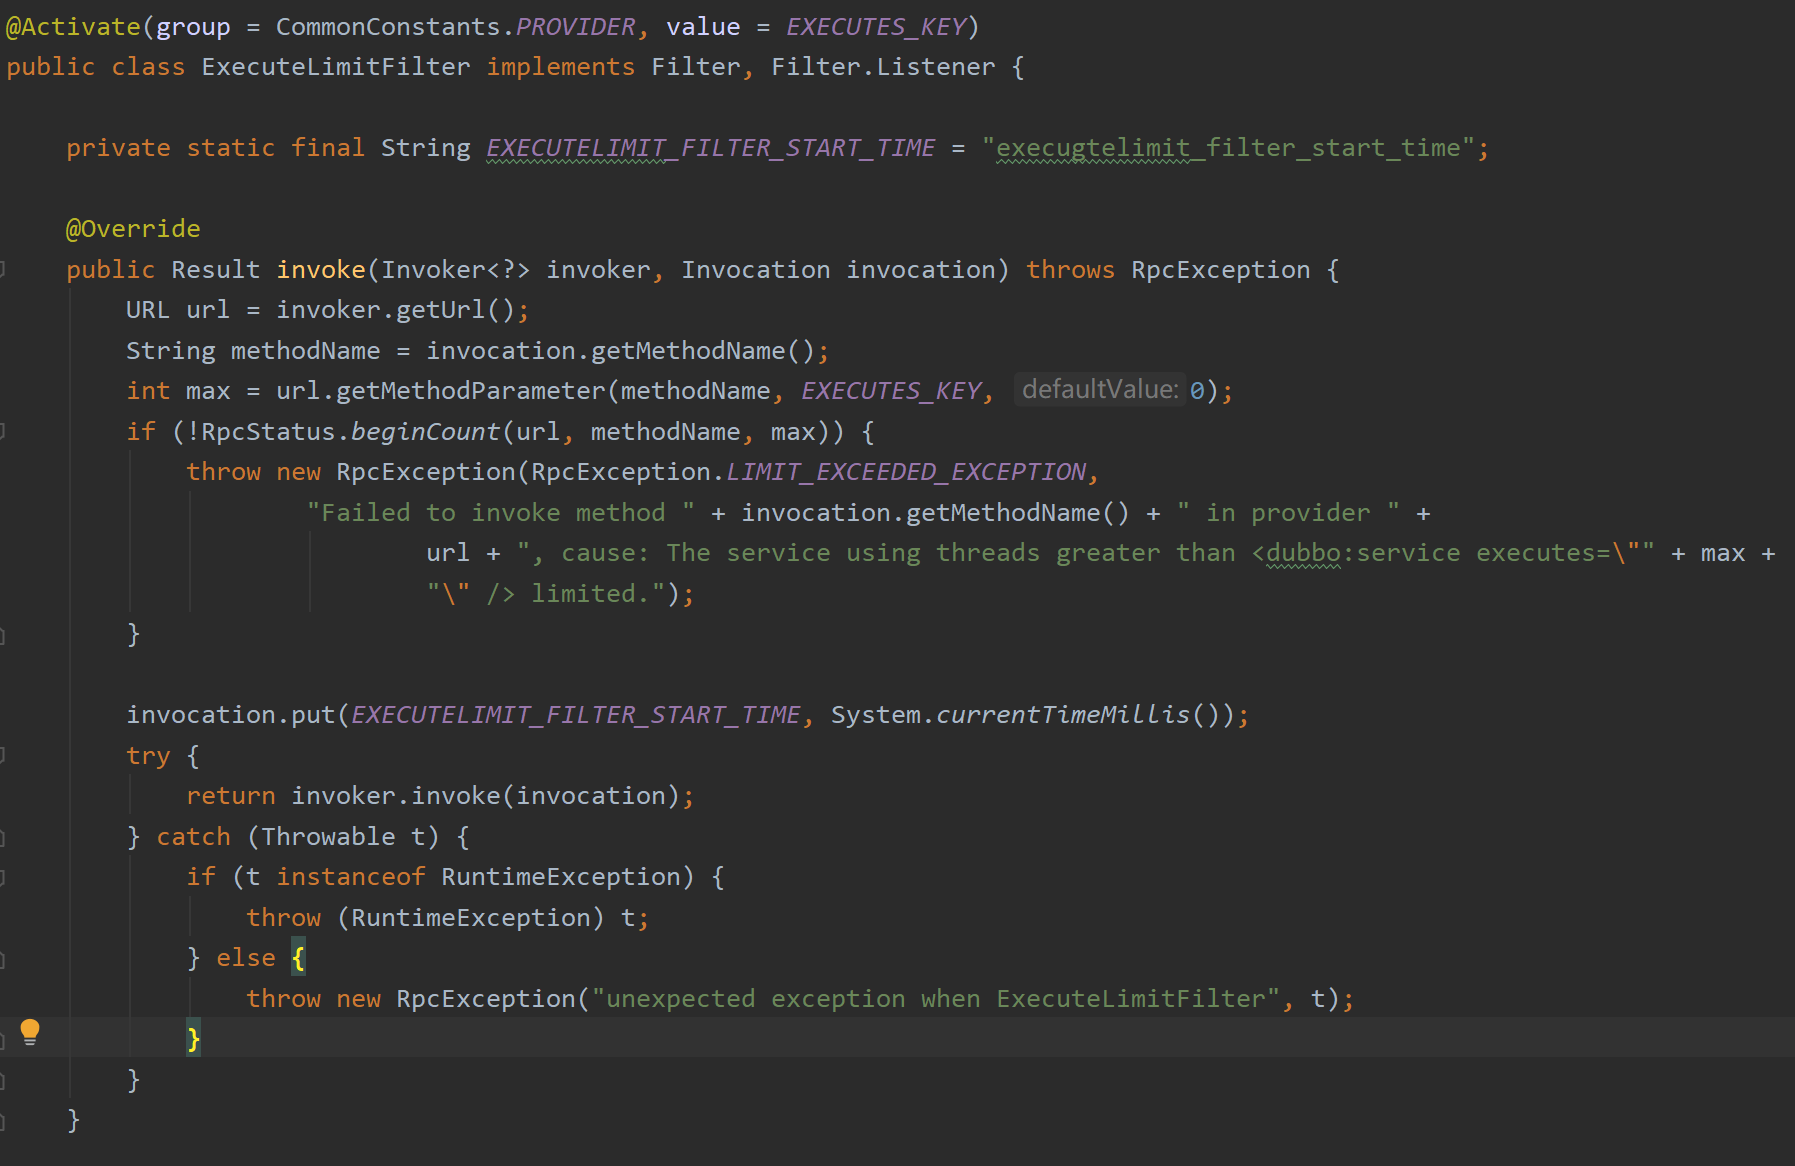 @Activate(group = CommonConstants.PROVIDER, value = EXECUTES_KEY)
public class ExecuteLimitFilter implements Filter, Filter.Listener {
private static final String EXECUTELIMIT_FILTER_START_TIME = "execugtelimit_filter_start_time";
@Override
public Result invoke(Invoker<?> invoker, Invocation invocation) throws RpcException {
URL url = invoker.getUrl();
String methodName = invocation.getMethodName();
int max = url.getMethodParameter(methodName, EXECUTES_KEY, defaultValue: 0);
if (!RpcStatus.beginCount(url, methodName, max)) {
throw new RpcException(RpcException.LIMIT_EXCEEDED_EXCEPTION,
"Failed to invoke method " + invocation.getMethodName() + " in provider " +
url + ", cause: The service using threads greater than <dubbo:service executes=\"" + max +
"\" /> limited.");
}
invocation.put(EXECUTELIMIT_FILTER_START_TIME, System.currentTimeMillis());
try {
return invoker.invoke(invocation);
} catch (Throwable t) {
if (t instanceof RuntimeException) {
throw (RuntimeException) t;
} else {
throw new RpcException("unexpected exception when ExecuteLimitFilter", t);
}
}
}